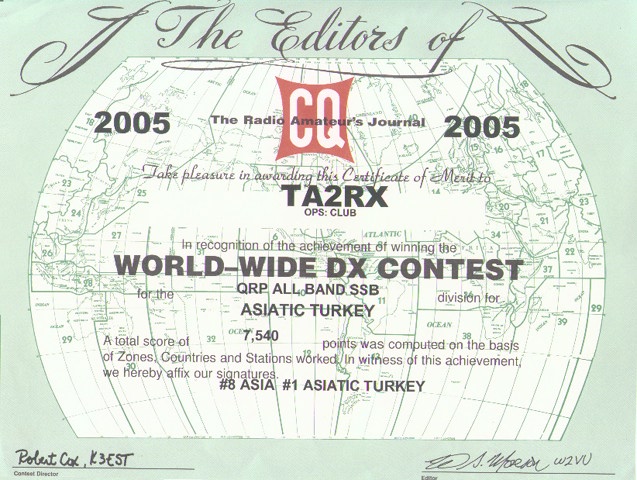 The Editors of
2005 CQ 2005
The Radio Amateur's Journal
Take pleasure in awarding this Certificate of Merit to
TA2RX
OPS: CLUB
In recognition of the achievement of winning the
WORLD–WIDE DX CONTEST
QRP ALL BAND SSB
for the division for
ASIATIC TURKEY
A total score of 7,540 points was computed on the basis
of Zones, Countries and Stations worked. In witness of this achievement,
we hereby affix our signatures.
#8 ASIA #1 ASIATIC TURKEY
Robert Cox, K3EST
Contest Director
W2VU
Editor